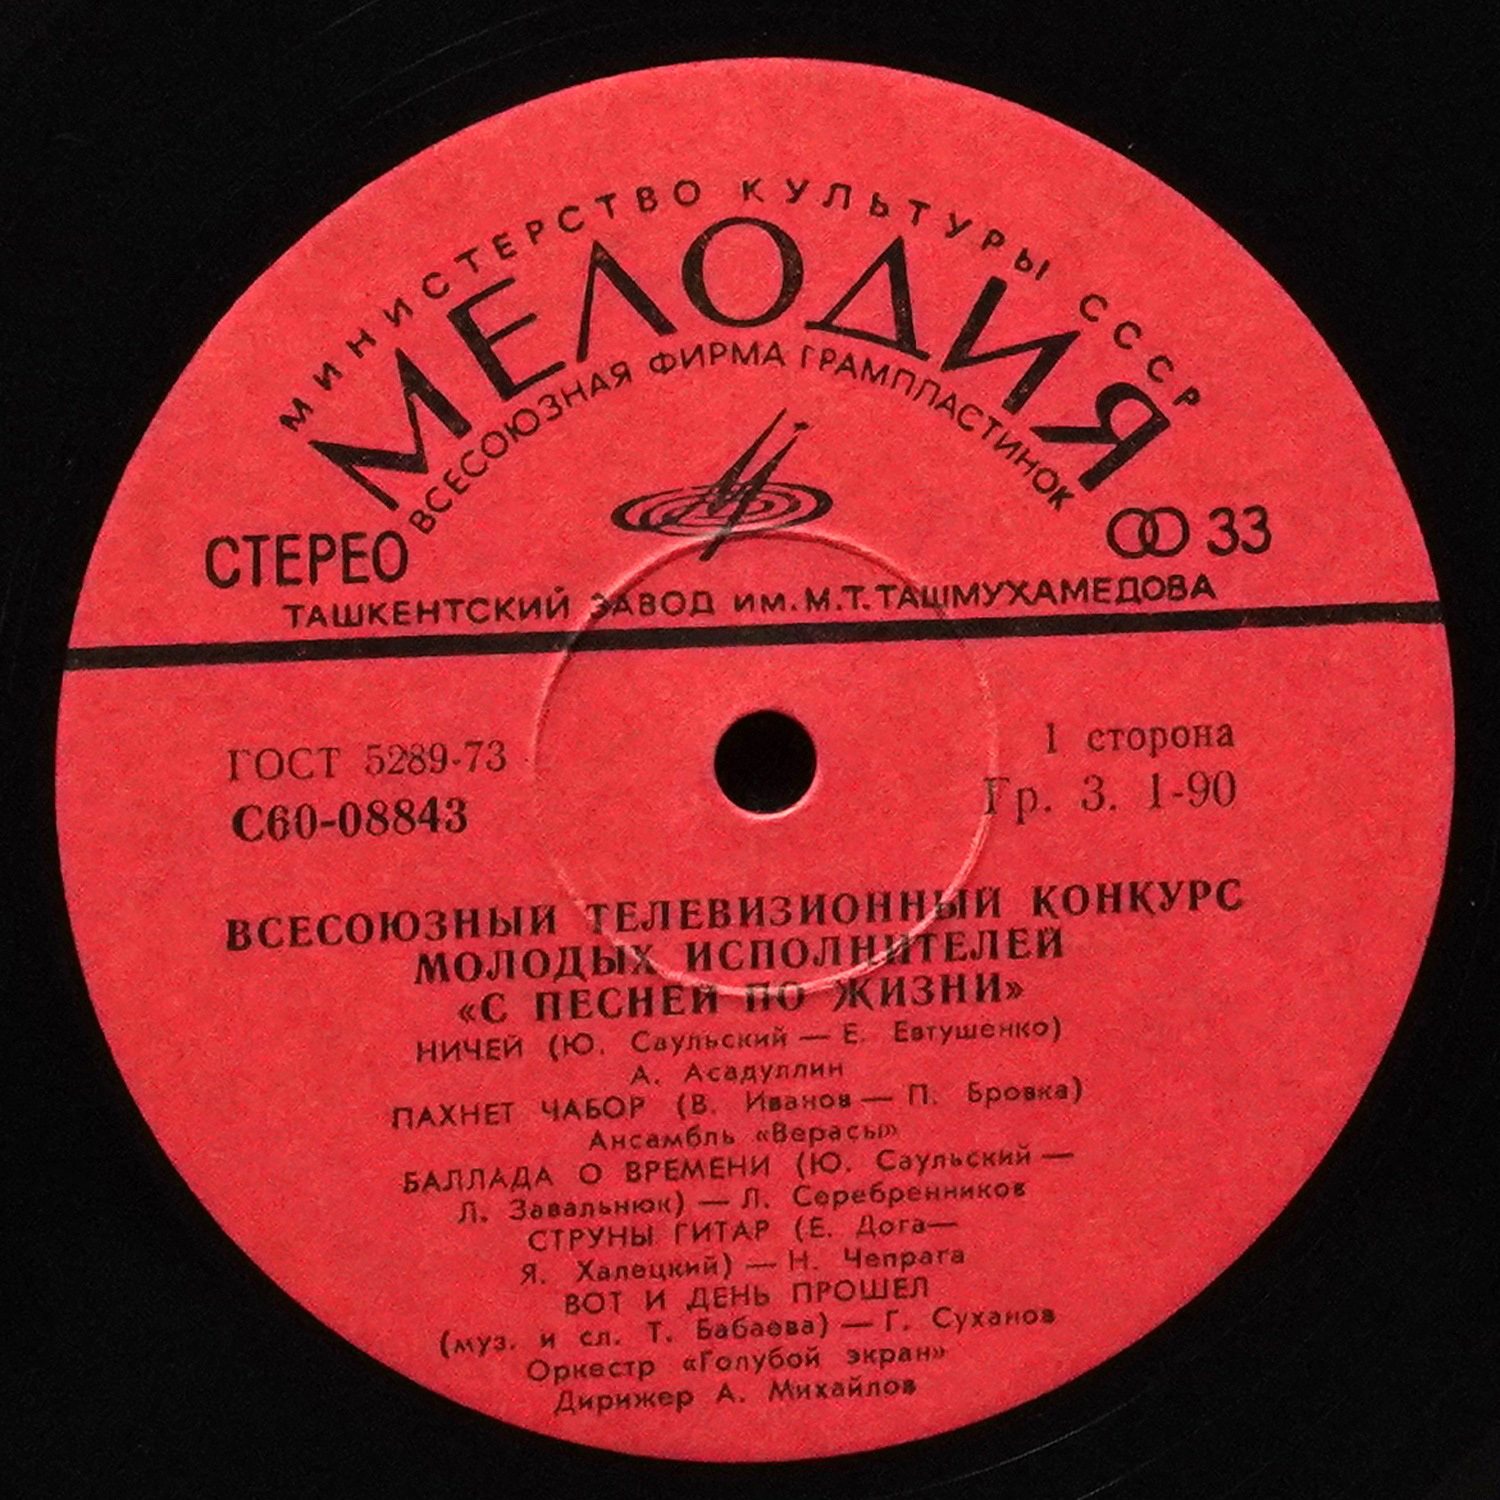 МИНИСТЕРСТВО КУЛЬТУРЫ СССР
МЕЛОДИЯ
ВСЕСОЮЗНАЯ ФИРМА ГРАМПЛАСТИНОК
СТЕРЕО
33
ТАШКЕНТСКИЙ ЗАВОД ИМ. М.Т. ТАШМУХАМЕДОВА
ГОСТ 5289-73
С60-08843
1 сторона
Гр. 3. 1-90
ВСЕСОЮЗНЫЙ ТЕЛЕВИЗИОННЫЙ КОНКУРС
МОЛОДЫХ ИСПОЛНИТЕЛЕЙ
«С ПЕСНЕЙ ПО ЖИЗНИ»
НИЧЕЙ (Ю. Саульский — Е. Евтушенко)
А. Асадуллин
ПАХНЕТ ЧАБОР (В. Иванов — П. Бровка)
Ансамбль «Верасы»
БАЛЛАДА О ВРЕМЕНИ (Ю. Саульский —
Л. Завальнюк) — Л. Серебренников
СТРУНЫ ГИТАР (Е. Дога—
Я. Халецкий) — Н. Чепрага
ВОТ И ДЕНЬ ПРОШЕЛ
(муз. и сл. Т. Бабаева) — Г. Суханов
Оркестр «Голубой экран»
Дирижер А. Михайлов